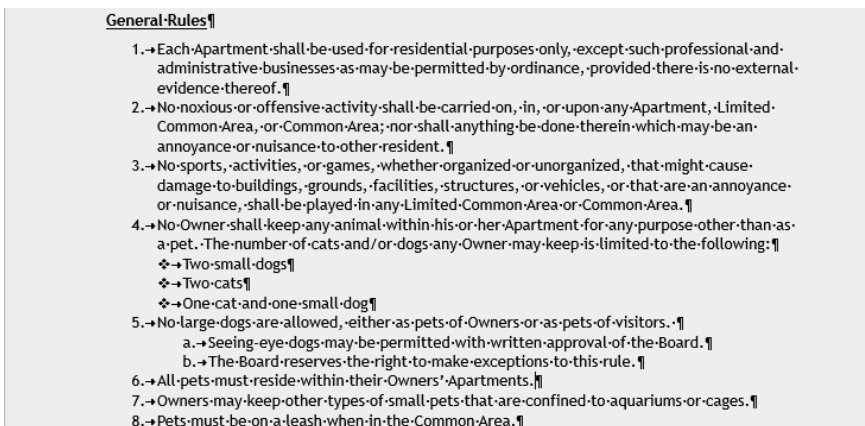 General Rules¶
1.→Each Apartment shall be used for residential purposes only, except such professional and
administrative businesses as may be permitted by ordinance, provided there is no external
evidence thereof.¶
2.→No noxious or offensive activity shall be carried on, in, or upon any Apartment, Limited
Common Area, or Common Area; nor shall anything be done therein which may be an
annoyance or nuisance to other resident.¶
3.→No sports, activities, or games, whether organized or unorganized, that might cause
damage to buildings, grounds, facilities, structures, or vehicles, or that are an annoyance
or nuisance, shall be played in any Limited Common Area or Common Area.¶
4.→No Owner shall keep any animal within his or her Apartment for any purpose other than as
a pet. The number of cats and/or dogs any Owner may keep is limited to the following:¶
❖→Two small dogs¶
❖→Two cats¶
❖→One cat and one small dog¶
5.→No large dogs are allowed, either as pets of Owners or as pets of visitors. ¶
a.→Seeing-eye dogs may be permitted with written approval of the Board.¶
b.→The Board reserves the right to make exceptions to this rule.¶
6.→All pets must reside within their Owners’ Apartments.¶
7.→Owners may keep other types of small pets that are confined to aquariums or cages.¶
8.→Pets must be on a leash when in the Common Area.¶